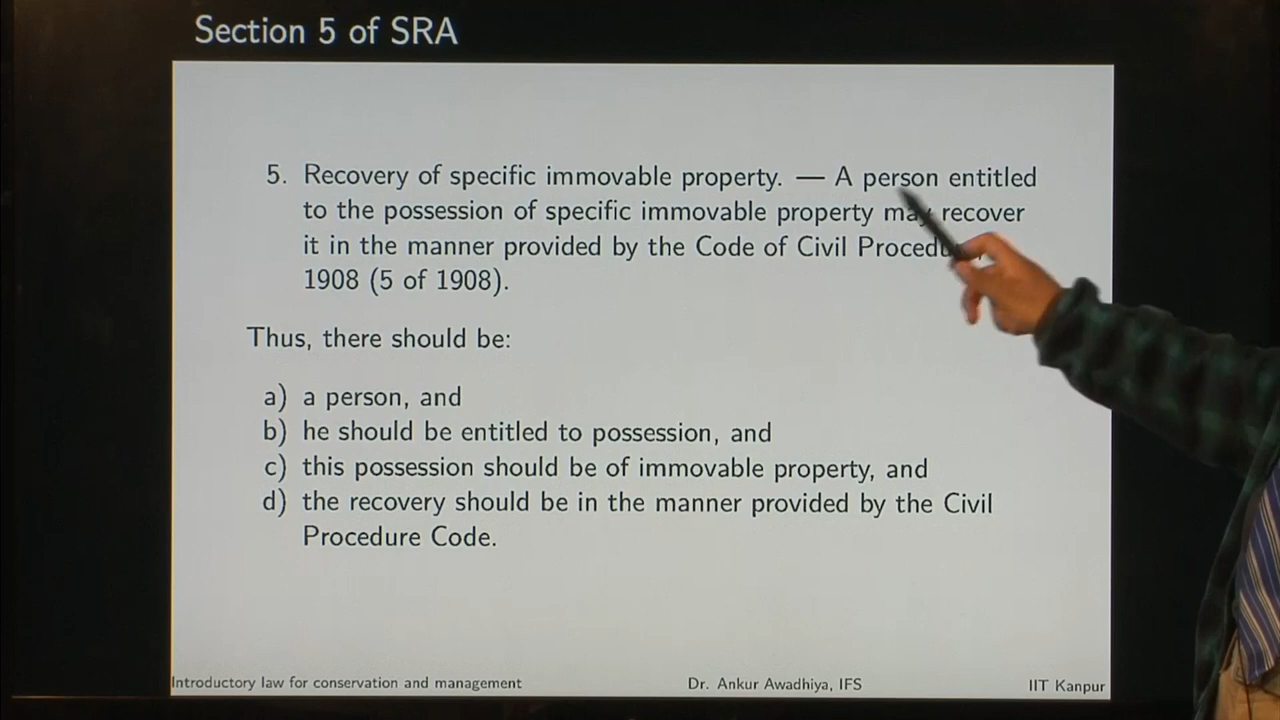 Section 5 of SRA
5. Recovery of specific immovable property. — A person entitled
to the possession of specific immovable property may recover
it in the manner provided by the Code of Civil
1908 (5 of 1908).
Thus, there should be:
a) a person, and
b) he should be entitled to possession, and
c) this possession should be of immovable property, and
d) the recovery should be in the manner provided by the Civil
Procedure Code.
Introductory law for conservation and management
Dr. Ankur Awadhiya, IFS
IIT Kanpur